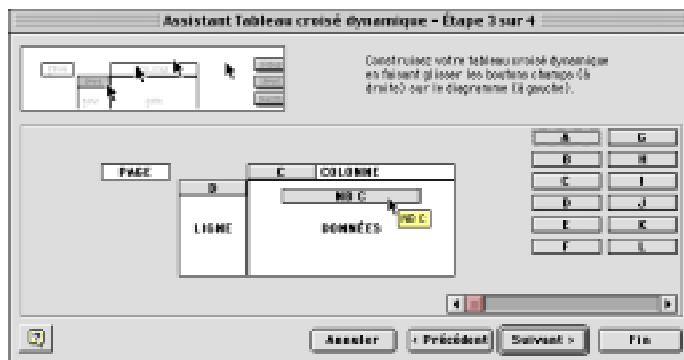 Assistant Tableau croisé dynamique – Étape 3 sur 4
Construisez votre tableau croisé dynamique
en faisant glisser les boutons champs (à
droite) sur le diagramme (à gauche).
A G
B H
C I
D J
E K
F L
PAGE
C COLONNE
D
NB C
NB C
LIGNE
DONNÉES
Annuler < Précédent Suivant > Fin